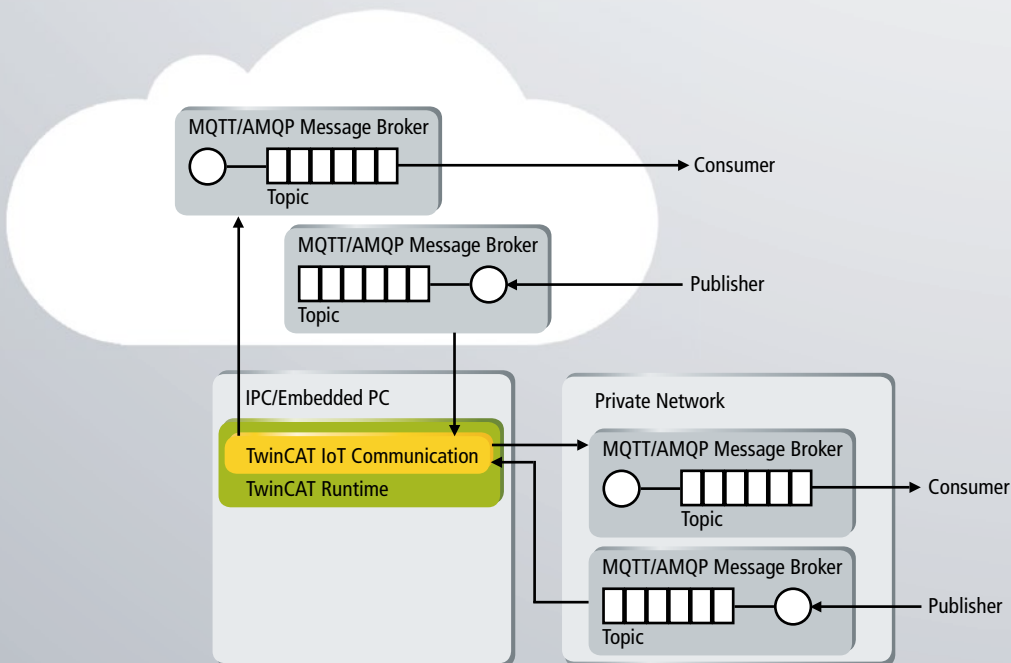 MQTT/AMQP Message Broker
Topic
Consumer
MQTT/AMQP Message Broker
Topic
Publisher
IPC/Embedded PC
TwinCAT IoT Communication
TwinCAT Runtime
Private Network
MQTT/AMQP Message Broker
Topic
Consumer
MQTT/AMQP Message Broker
Topic
Publisher